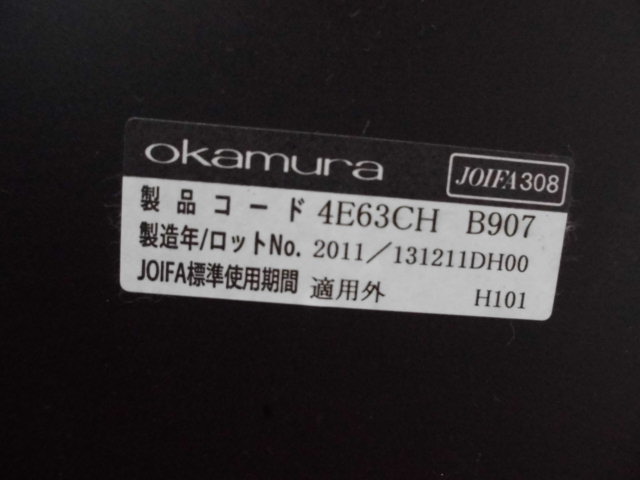 okamura JOIFA308
製品コード 4E63CH B907
製造年/ロットNo. 2011/131211DH00
JOIFA標準使用期間 適用外 H101